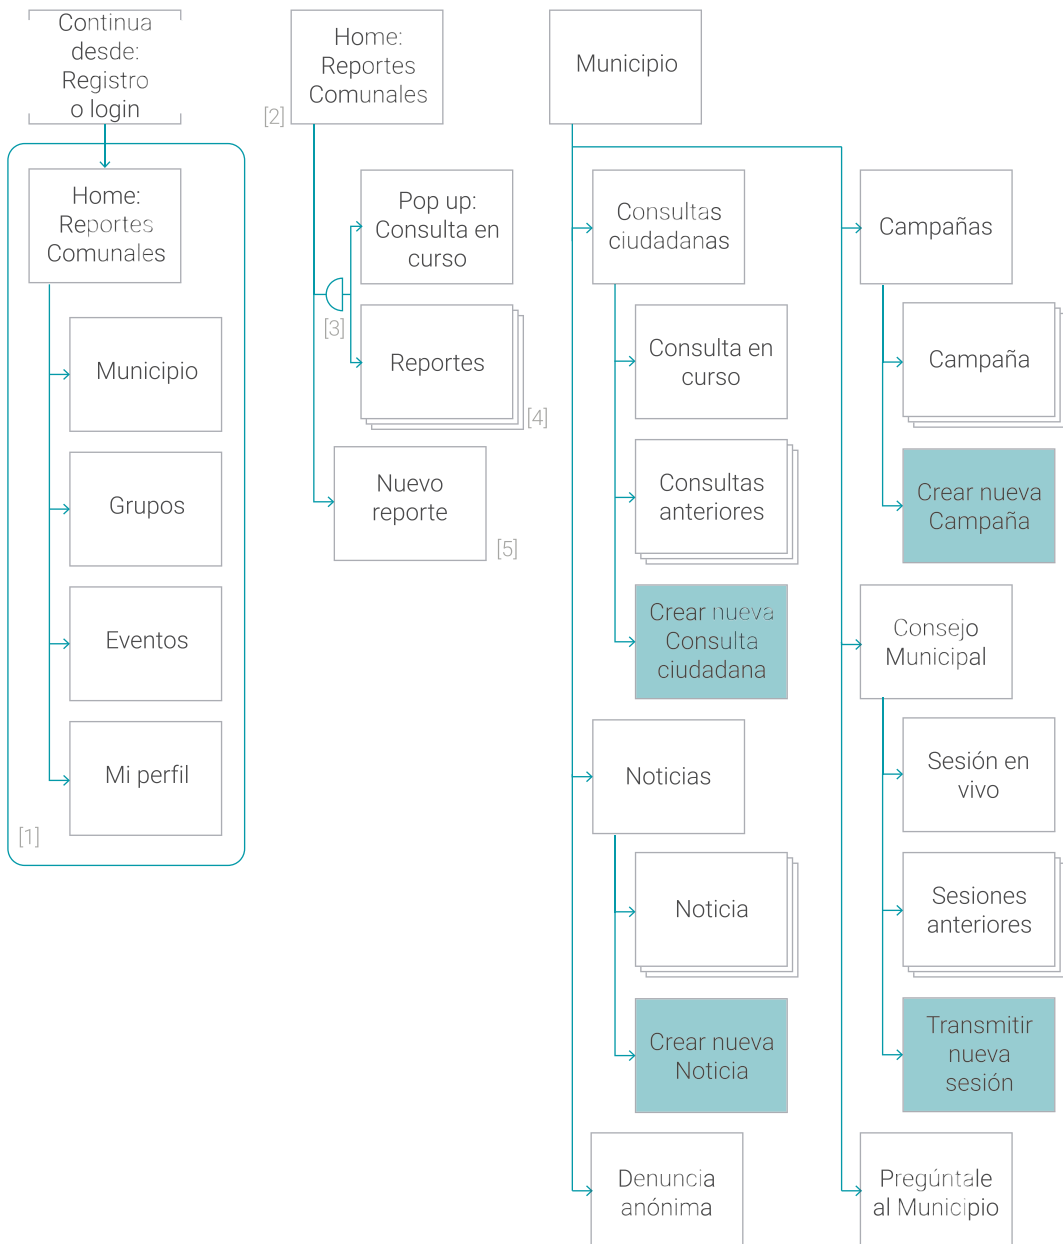 Continua
desde:
Registro
o login
Home:
Reportes
Comunales
Municipio
Grupos
Eventos
Mi perfil
[1]
Home:
Reportes
Comunales
[2]
Pop up:
Consulta en
curso
[3]
Reportes
[4]
Nuevo
reporte
[5]
Municipio
Consultas
ciudadanas
Consulta en
curso
Consultas
anteriores
Crear nueva
Consulta
ciudadana
Noticias
Noticia
Crear nueva
Noticia
Denuncia
anónima
Campañas
Campaña
Crear nueva
Campaña
Consejo
Municipal
Sesión en
vivo
Sesiones
anteriores
Transmitir
nueva
sesión
Pregúntale
al Municipio